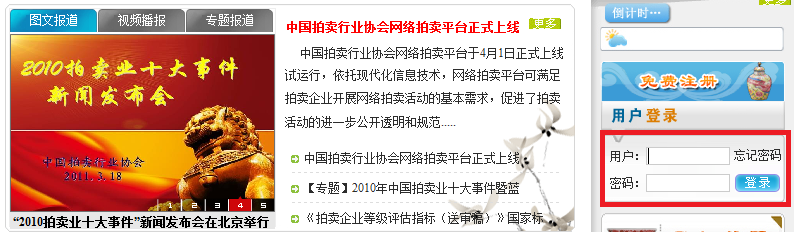 图文报道
视频播报
专题报道
2010拍卖业十大事件
新闻发布会
中国拍卖行业协会
2011.3.18
1 2 3 4 5
“2010拍卖业十大事件”新闻发布会在北京举行
中国拍卖行业协会网络拍卖平台正式上线
更多
中国拍卖行业协会网络拍卖平台于4月1日正式上线
试运行，依托现代化信息技术，网络拍卖平台可满足
拍卖企业开展网络拍卖活动的基本需求，促进了拍卖
活动的进一步公开透明和规范.....
中国拍卖行业协会网络拍卖平台正式上线
【专题】2010年中国拍卖业十大事件暨蓝
《拍卖企业等级评估指标（送审稿）》国家标
倒计时…
免费注册
用户登录
用户：
忘记密码
密码：
登录